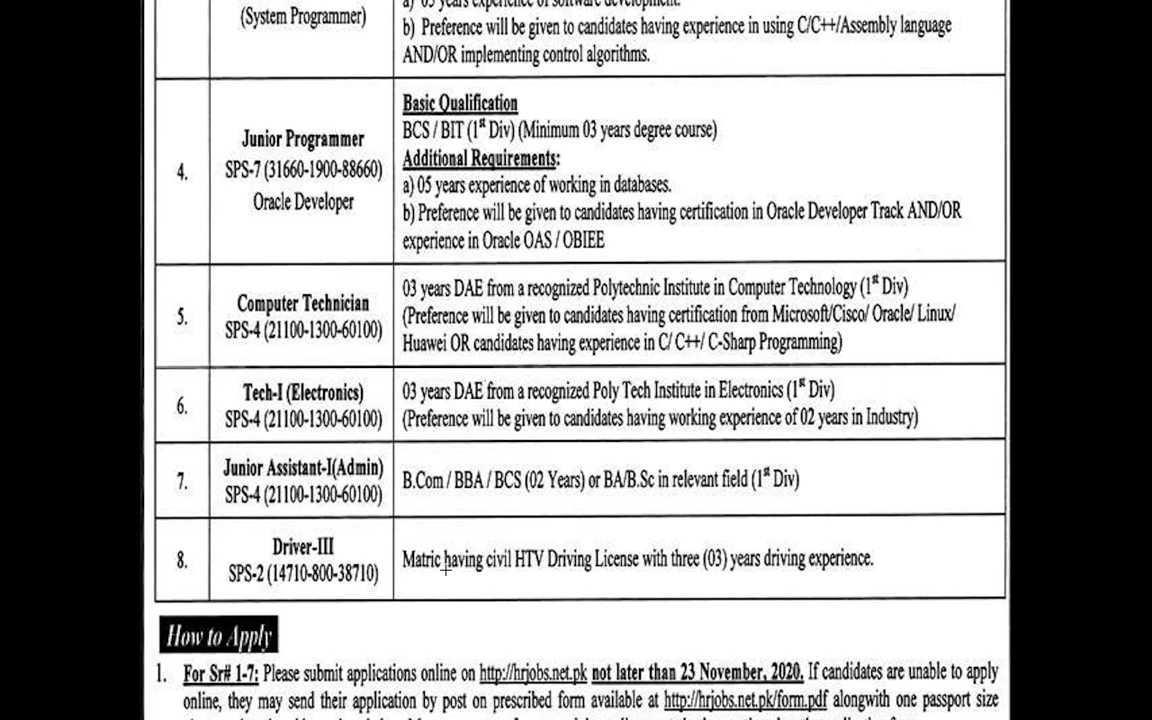 (System Programmer)
a) 05 years experience of software development.
b) Preference will be given to candidates having experience in using C/C++/Assembly language
AND/OR implementing control algorithms.
4.
Junior Programmer
SPS-7 (31660-1900-88660)
Oracle Developer
Basic Qualification
BCS / BIT (1st Div) (Minimum 03 years degree course)
Additional Requirements:
a) 05 years experience of working in databases.
b) Preference will be given to candidates having certification in Oracle Developer Track AND/OR
experience in Oracle OAS / OBIEE
5.
Computer Technician
SPS-4 (21100-1300-60100)
03 years DAE from a recognized Polytechnic Institute in Computer Technology (1st Div)
(Preference will be given to candidates having certification from Microsoft/Cisco/ Oracle/ Linux/
Huawei OR candidates having experience in C/ C++/ C-Sharp Programming)
6.
Tech-I (Electronics)
SPS-4 (21100-1300-60100)
03 years DAE from a recognized Poly Tech Institute in Electronics (1st Div)
(Preference will be given to candidates having working experience of 02 years in Industry)
7.
Junior Assistant-I(Admin)
SPS-4 (21100-1300-60100)
B.Com / BBA / BCS (02 Years) or BA/B.Sc in relevant field (1st Div)
8.
Driver-III
SPS-2 (14710-800-38710)
Matric having civil HTV Driving License with three (03) years driving experience.
How to Apply
1. For Sr# 1-7: Please submit applications online on http://hrjobs.net.pk not later than 23 November, 2020. If candidates are unable to apply
online, they may send their application by post on prescribed form available at http://hrjobs.net.pk/form.pdf alongwith one passport size